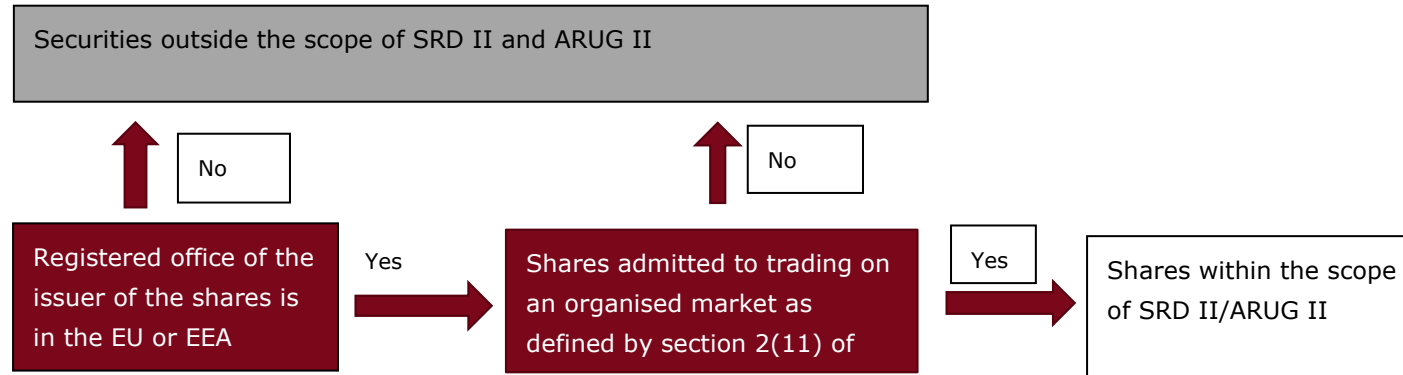 Securities outside the scope of SRD II and ARUG II
No
No
Registered office of the
issuer of the shares is
in the EU or EEA
Yes
Shares admitted to trading on
an organised market as
defined by section 2(11) of
Yes
Shares within the scope
of SRD II/ARUG II